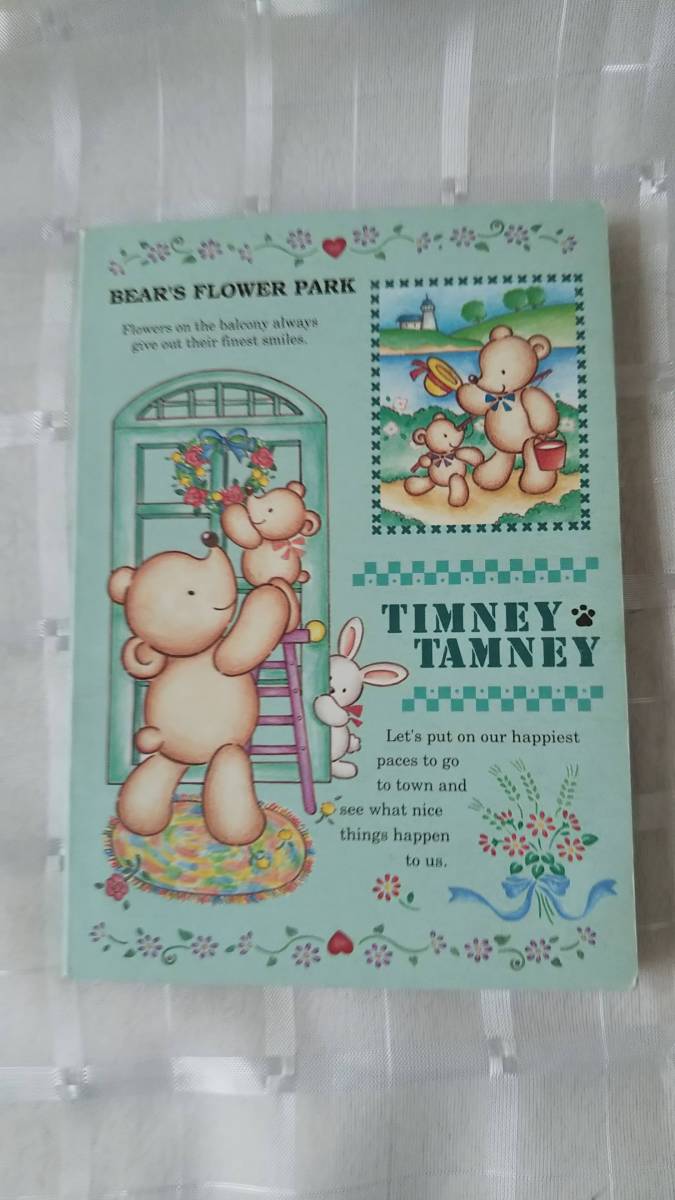 BEAR'S FLOWER PARK
Flowers on the balcony always
give out their finest smiles.
TIMNEY
TAMNEY
Let's put on our happiest
paces to go
to town and
see what nice
things happen
to us.